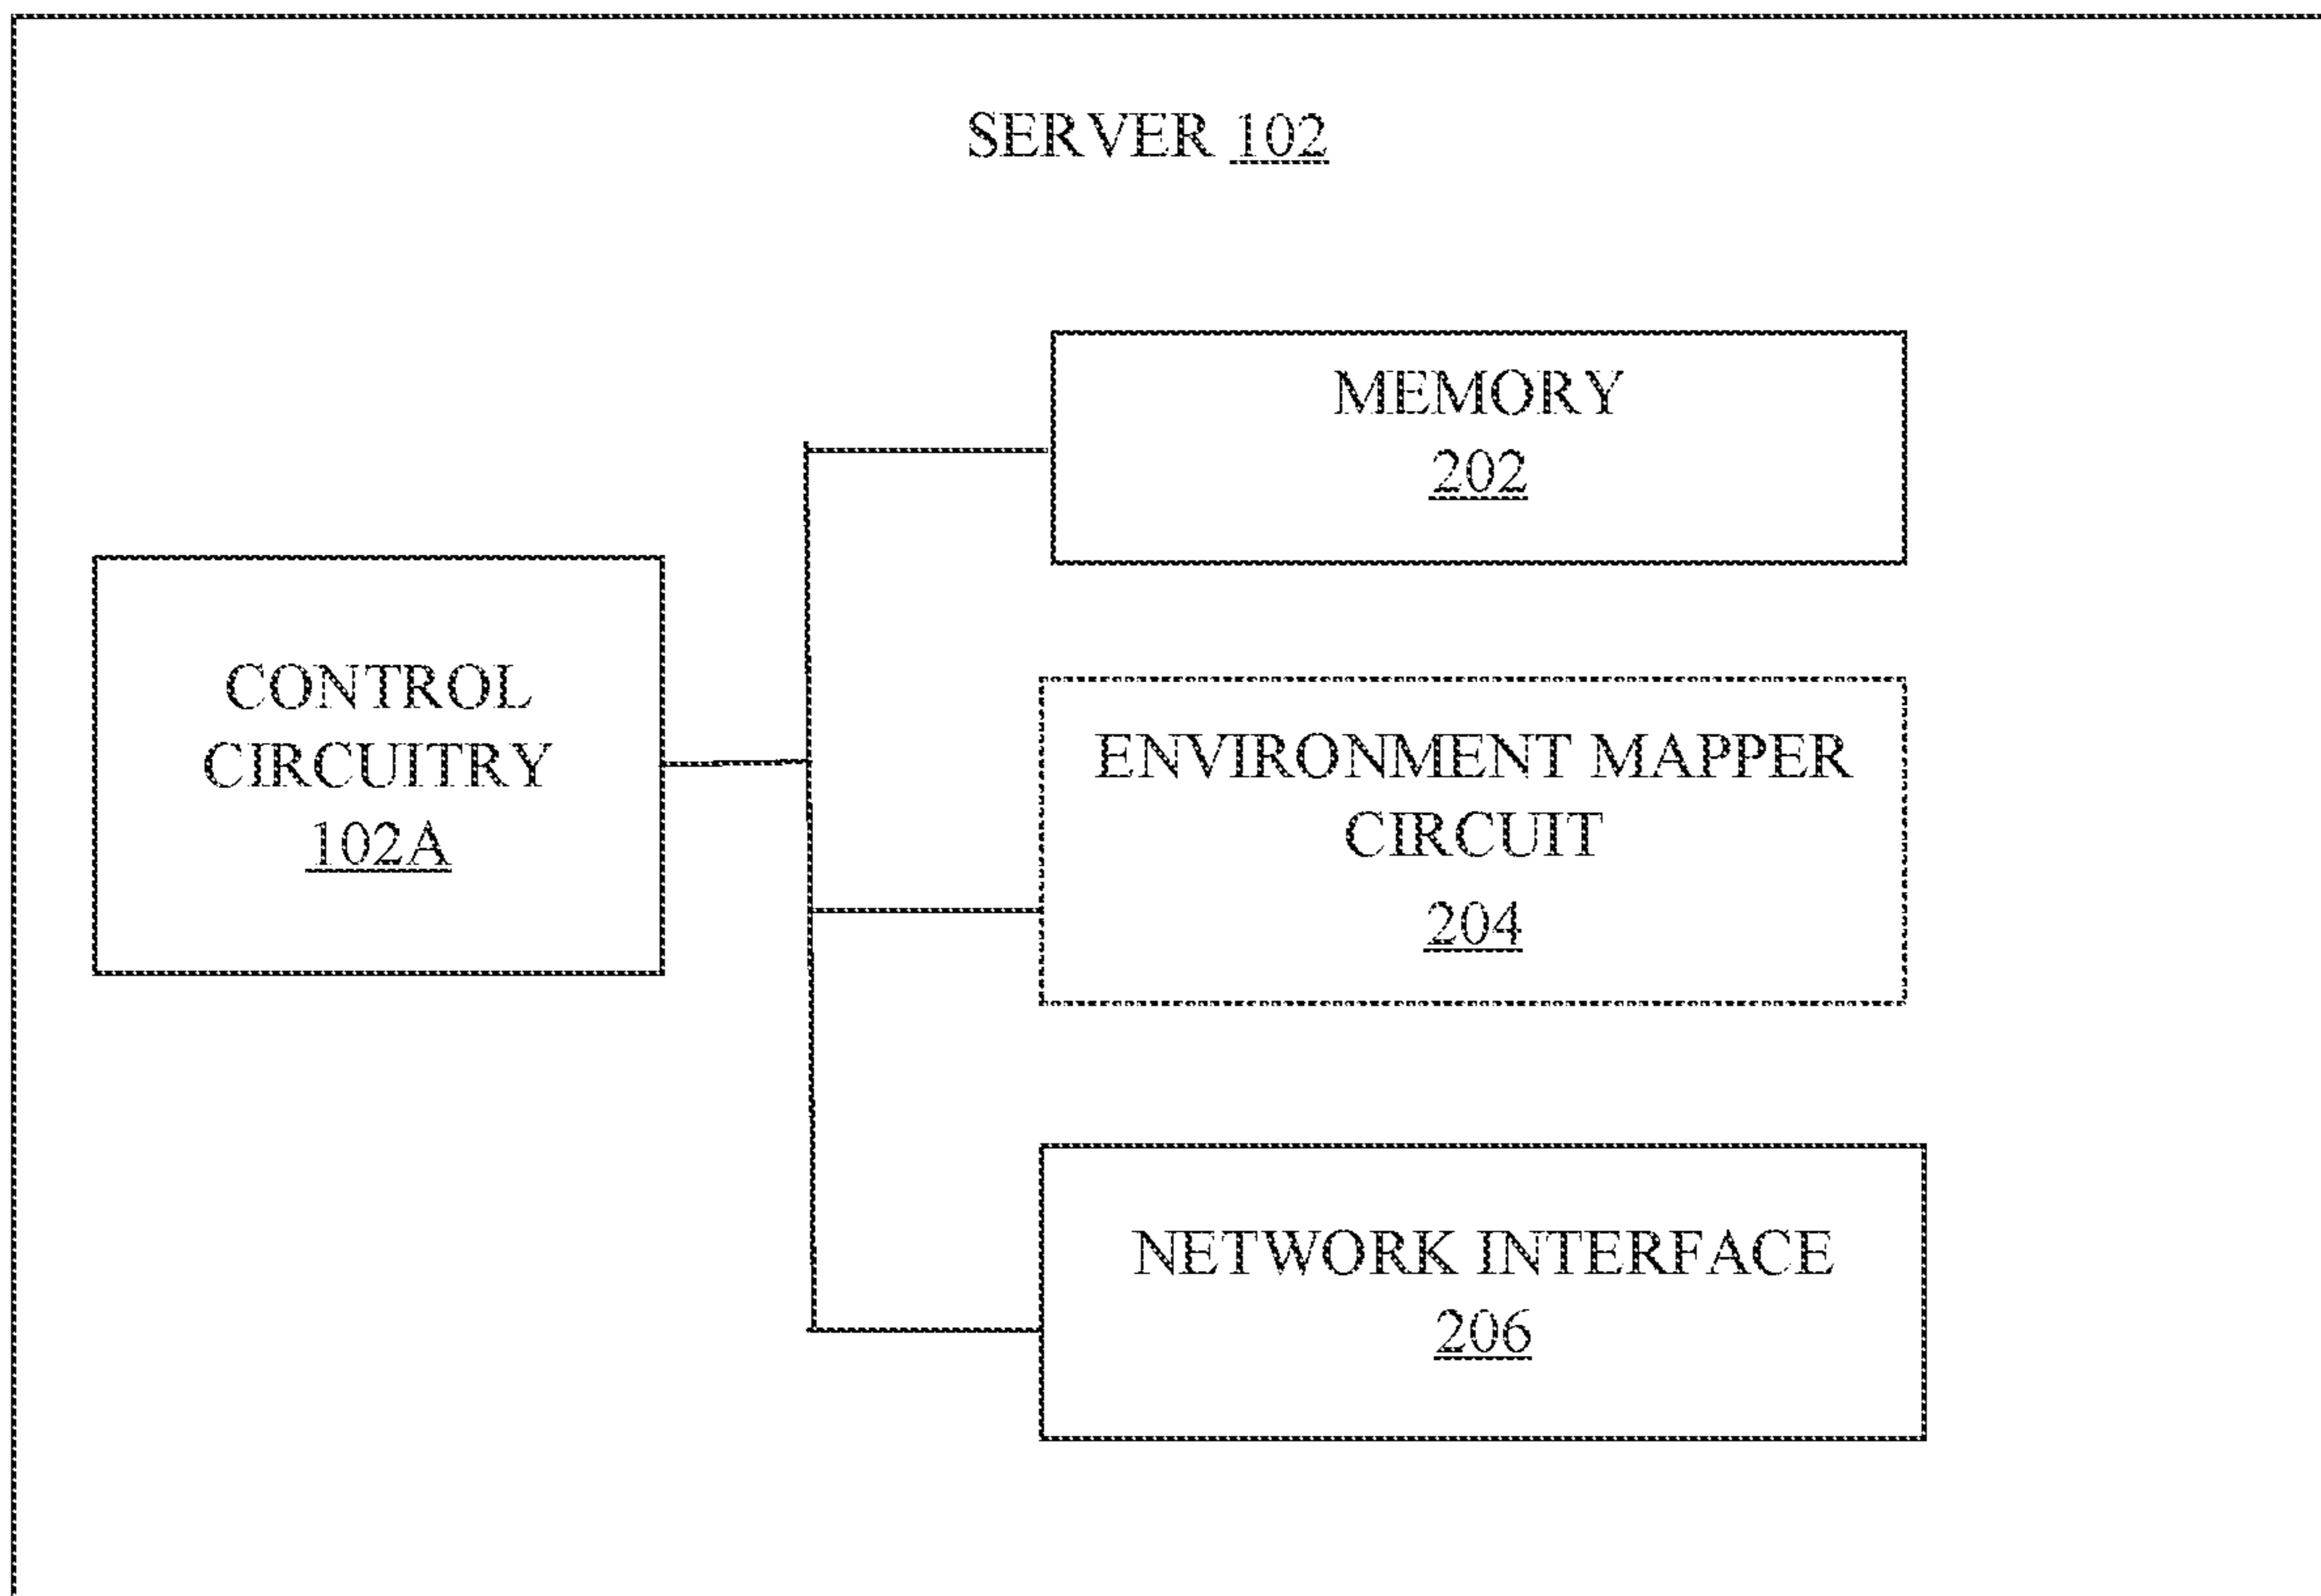 SERVER 102
MEMORY
202
CONTROL
CIRCUITRY
102A
ENVIRONMENT MAPPER
CIRCUIT
204
NETWORK INTERFACE
206